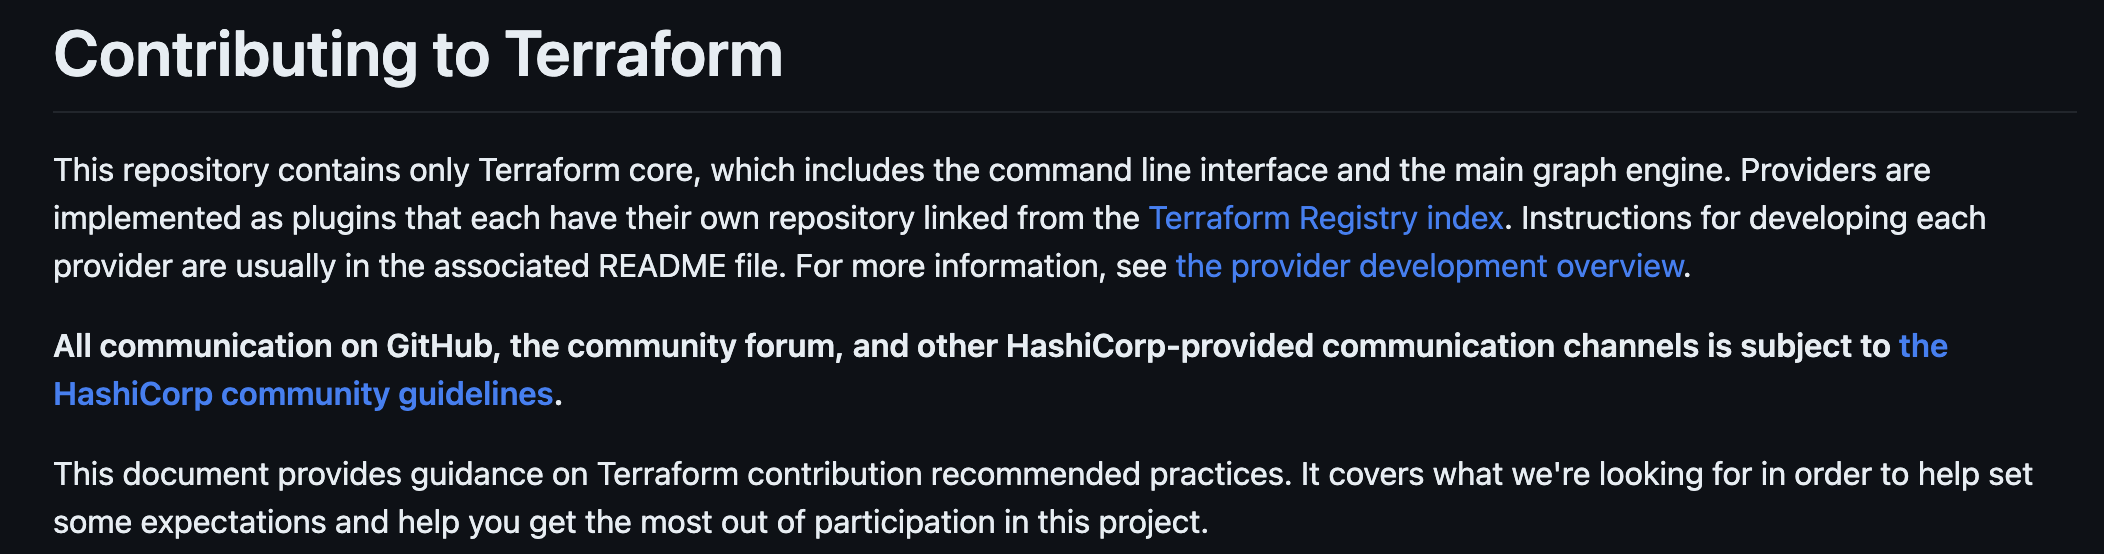 Contributing to Terraform
This repository contains only Terraform core, which includes the command line interface and the main graph engine. Providers are
implemented as plugins that each have their own repository linked from the Terraform Registry index. Instructions for developing each
provider are usually in the associated README file. For more information, see the provider development overview.
All communication on GitHub, the community forum, and other HashiCorp-provided communication channels is subject to the
HashiCorp community guidelines.
This document provides guidance on Terraform contribution recommended practices. It covers what we're looking for in order to help set
some expectations and help you get the most out of participation in this project.